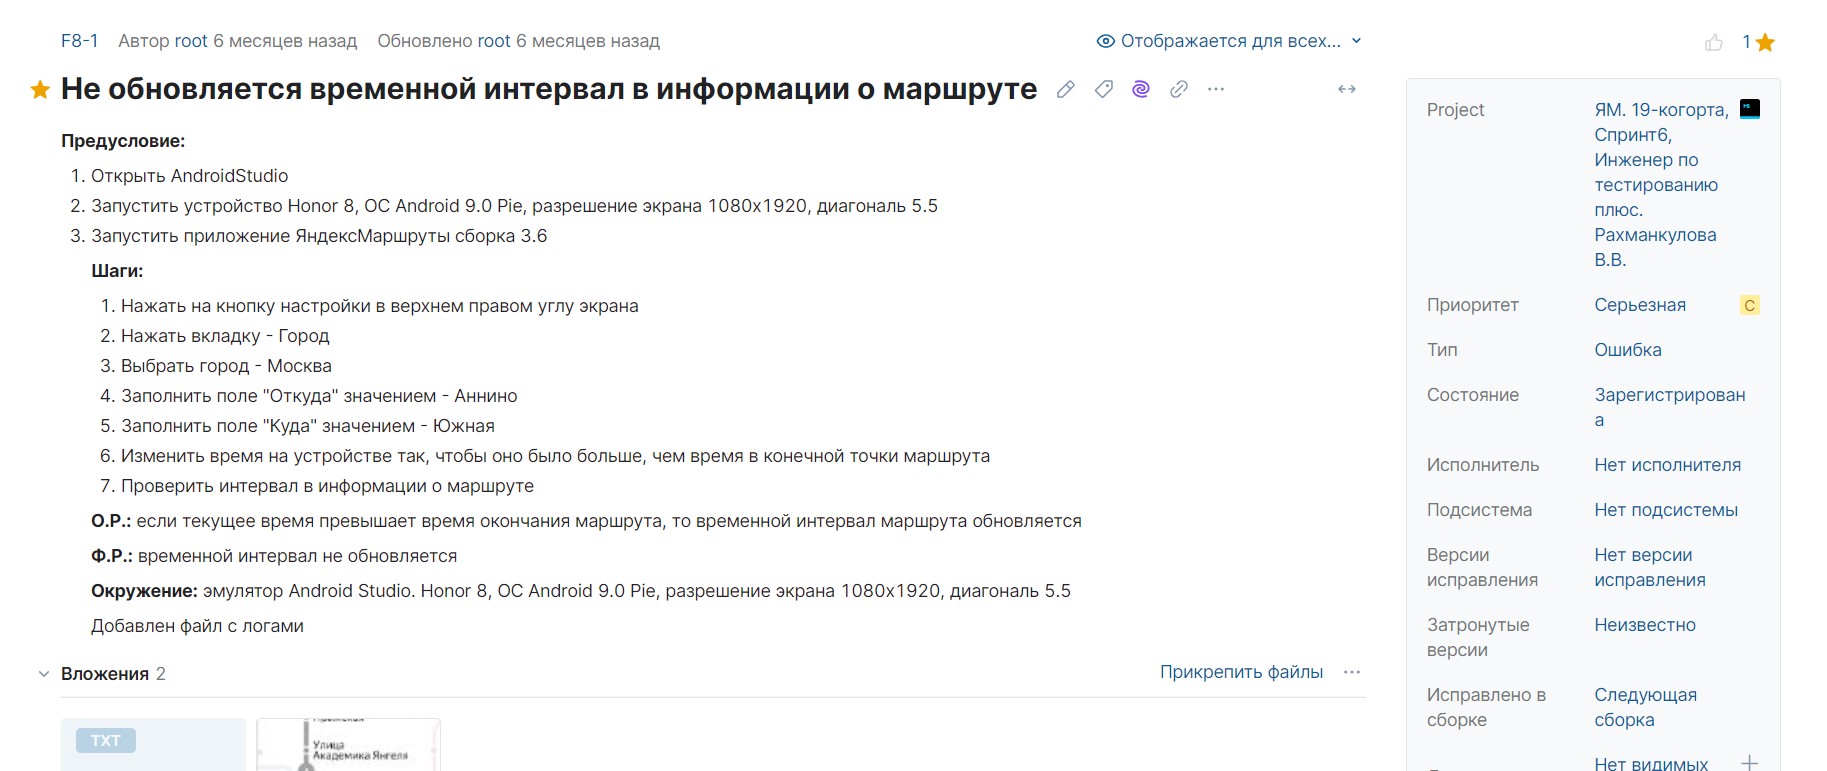 F8-1 Автор root 6 месяцев назад Обновлено root 6 месяцев назад
Отображается для всех...
1
Не обновляется временной интервал в информации о маршруте
Предусловие:
1. Открыть AndroidStudio
2. Запустить устройство Honor 8, ОС Android 9.0 Pie, разрешение экрана 1080x1920, диагональ 5.5
3. Запустить приложение ЯндексМаршруты сборка 3.6
Шаги:
1. Нажать на кнопку настройки в верхнем правом углу экрана
2. Нажать вкладку - Город
3. Выбрать город - Москва
4. Заполнить поле "Откуда" значением - Аннино
5. Заполнить поле "Куда" значением - Южная
6. Изменить время на устройстве так, чтобы оно было больше, чем время в конечной точки маршрута
7. Проверить интервал в информации о маршруте
О.Р.: если текущее время превышает время окончания маршрута, то временной интервал маршрута обновляется
Ф.Р.: временной интервал не обновляется
Окружение: эмулятор Android Studio. Honor 8, ОС Android 9.0 Pie, разрешение экрана 1080x1920, диагональ 5.5
Добавлен файл с логами
Вложения 2
Прикрепить файлы
TXT
Улица
Академика Янгеля
Project
ЯМ. 19-когорта,
Спринт6,
Инженер по
тестированию
плюс.
Рахманкулова
В.В.
Приоритет
Серьезная
С
Тип
Ошибка
Состояние
Зарегистрирован
а
Исполнитель
Нет исполнителя
Подсистема
Нет подсистемы
Версии
исправления
Нет версии
исправления
Затронутые
версии
Неизвестно
Исправлено в
сборке
Следующая
сборка
Нет видимых